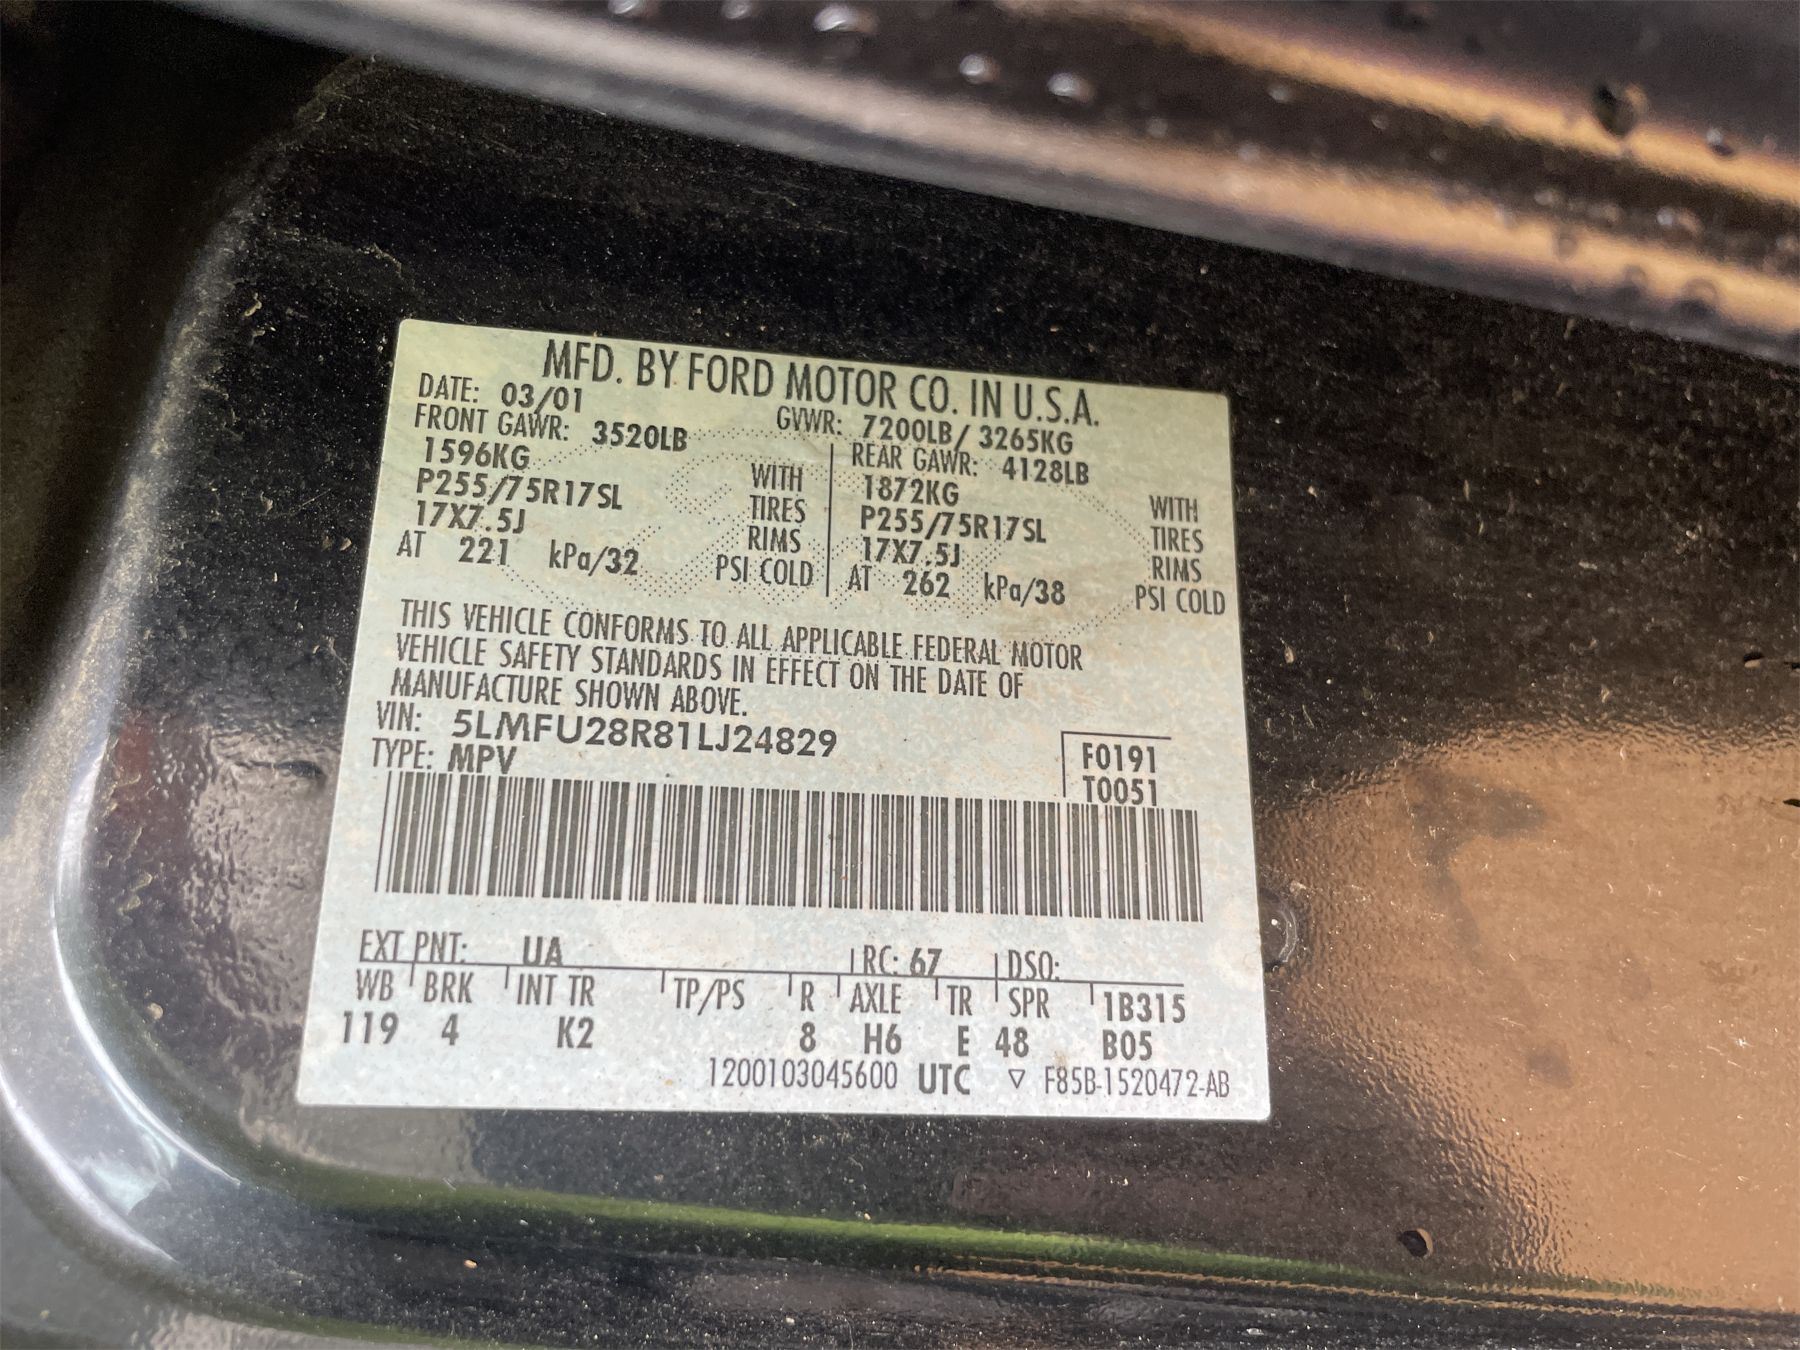 MFD. BY FORD MOTOR CO. IN U.S.A.
DATE: 03/01 GVWR: 7200LB/ 3265KG
FRONT GAWR: 3520LB REAR GAWR: 4128LB
1596KG WITH 1872KG WITH
P255/75R17SL TIRES P255/75R17SL TIRES
17X7.5J RIMS 17X7.5J RIMS
AT 221 kPa/32 PSI COLD AT 262 kPa/38 PSI COLD
THIS VEHICLE CONFORMS TO ALL APPLICABLE FEDERAL MOTOR
VEHICLE SAFETY STANDARDS IN EFFECT ON THE DATE OF
MANUFACTURE SHOWN ABOVE.
VIN: 5LMFU28R81LJ24829 F0191
TYPE: MPV T0051
EXT PNT: UA RC: 67 DSO:
WB BRK INT TR TP/PS R AXLE TR SPR 1B315
119 4 K2 8 H6 E 48 B05
1200103045600 UTC ▽ F85B-1520472-AB